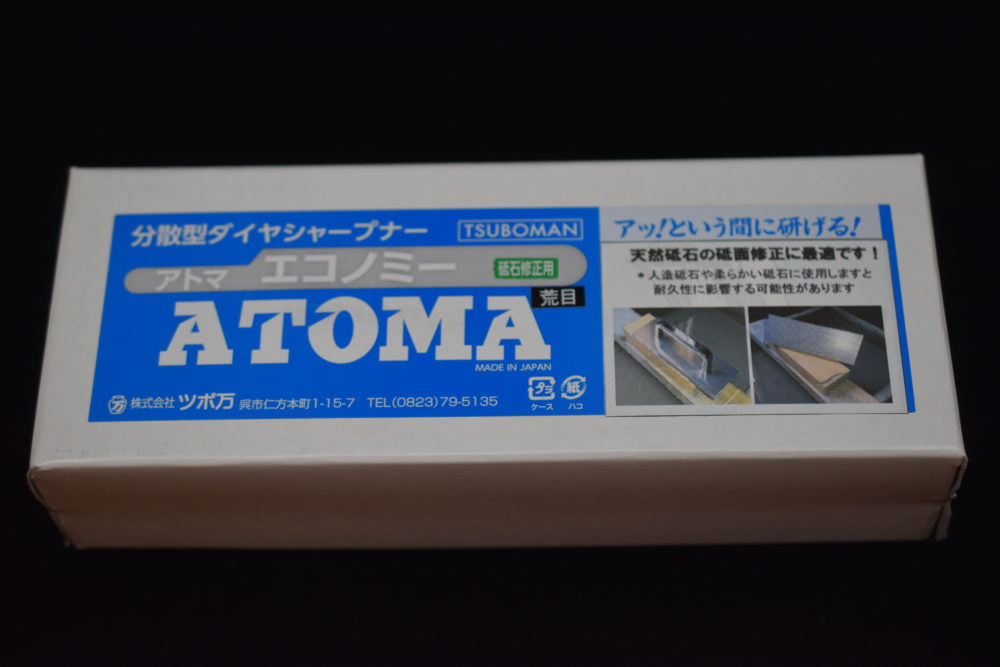 分散型ダイヤシャープナー
TSUBOMAN
アトマ エコノミー
砥石修正用
荒目
ATOMA
MADE IN JAPAN
株式会社 ツボ万 呉市仁方本町1-15-7 TEL(0823)79-5135
プラ
ケース
紙
ハコ
アッ!という間に研げる!
天然砥石の砥面修正に最適です!
*人造砥石や柔らかい砥石に使用しますと
耐久性に影響する可能性があります